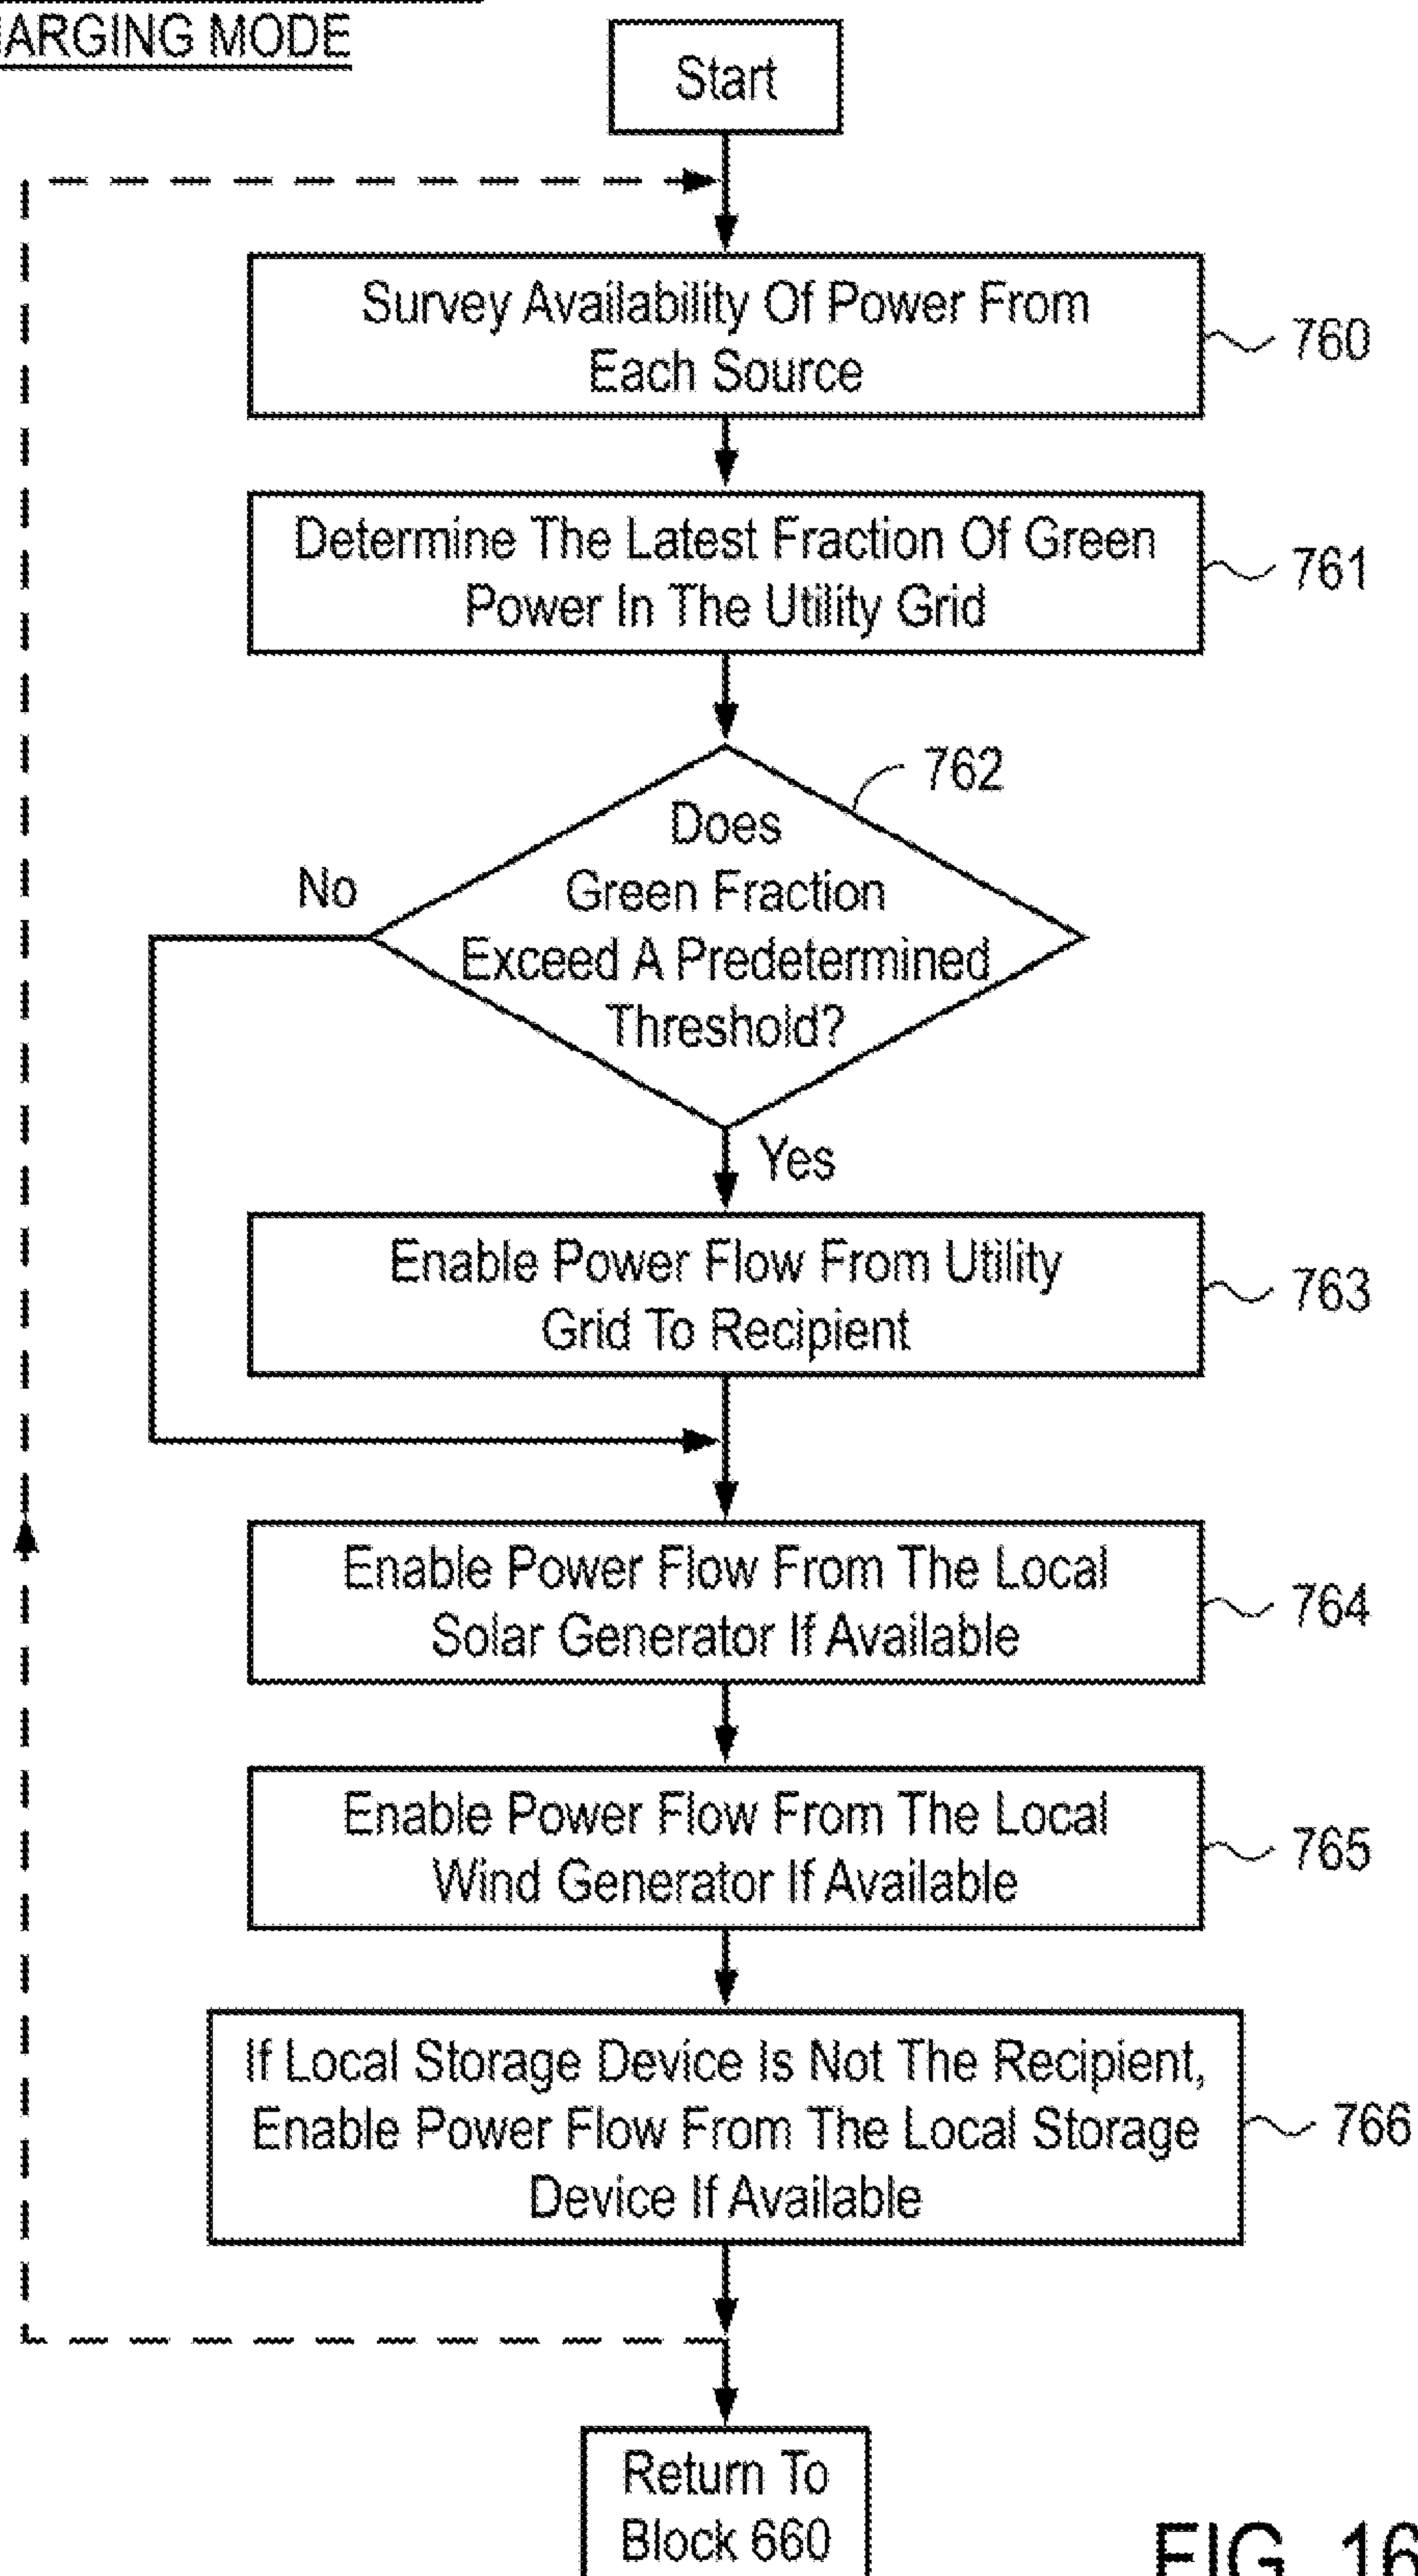 ARGING MODE
Start
Survey Availability Of Power From
Each Source
760
Determine The Latest Fraction Of Green
Power In The Utility Grid
761
762
Does
Green Fraction
Exceed A Predetermined
Threshold?
No
Yes
Enable Power Flow From Utility
Grid To Recipient
763
Enable Power Flow From The Local
Solar Generator If Available
764
Enable Power Flow From The Local
Wind Generator If Available
765
If Local Storage Device Is Not The Recipient,
Enable Power Flow From The Local Storage
Device If Available
766
Return To
Block 660
FIG. 16